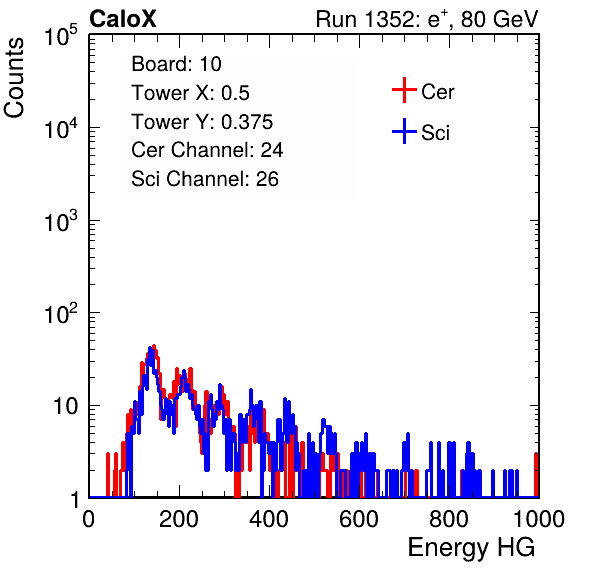 CaloX Run 1352: e⁺, 80 GeV
Counts
Board: 10
Tower X: 0.5
Tower Y: 0.375
Cer Channel: 24
Sci Channel: 26
Cer
Sci
10⁵
10⁴
10³
10²
10
1
0 200 400 600 800 1000
Energy HG